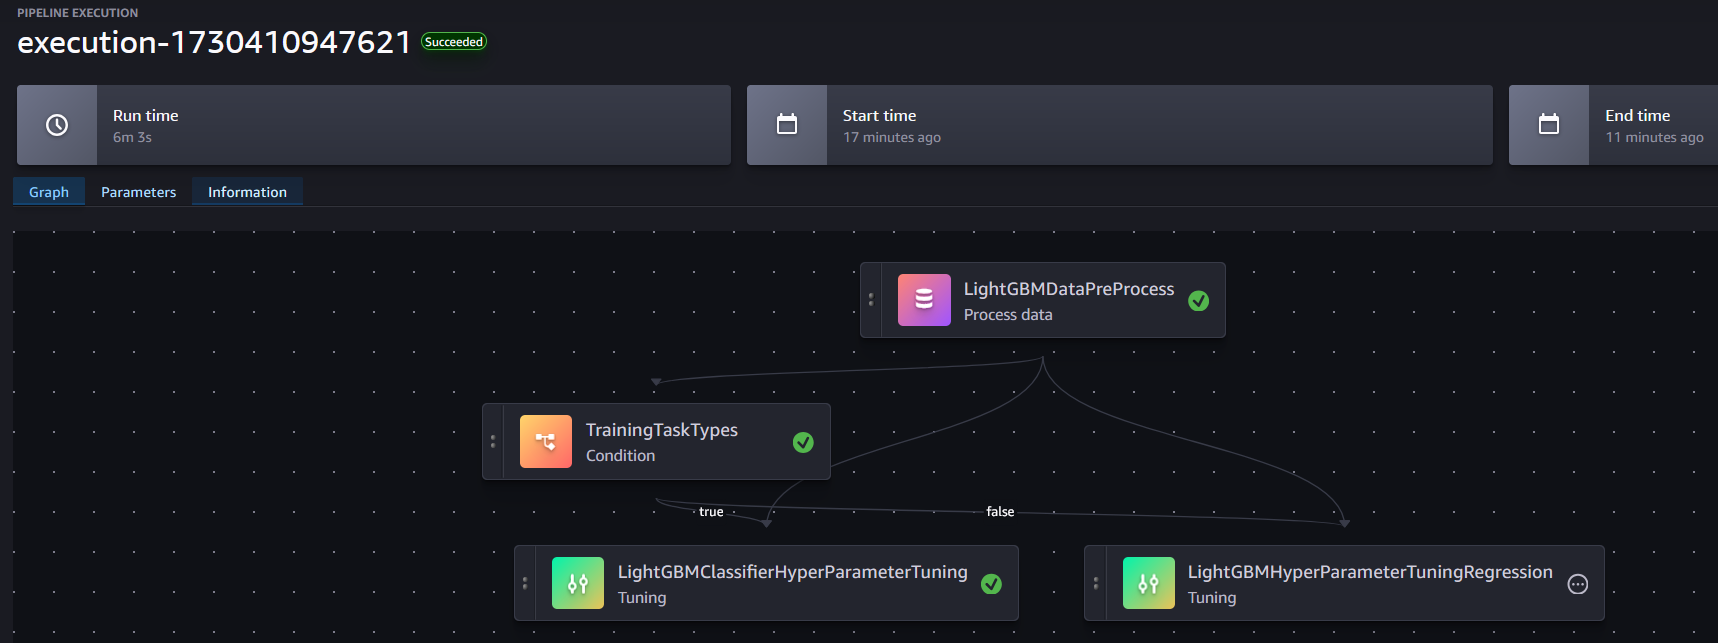 PIPELINE EXECUTION
execution-1730410947621 Succeeded
Run time
6m 3s
Start time
17 minutes ago
End time
11 minutes ago
Graph Parameters Information
LightGBMDataPreProcess
Process data
TrainingTaskTypes
Condition
true
false
LightGBMClassifierHyperParameterTuning
Tuning
LightGBMHyperParameterTuningRegression
Tuning